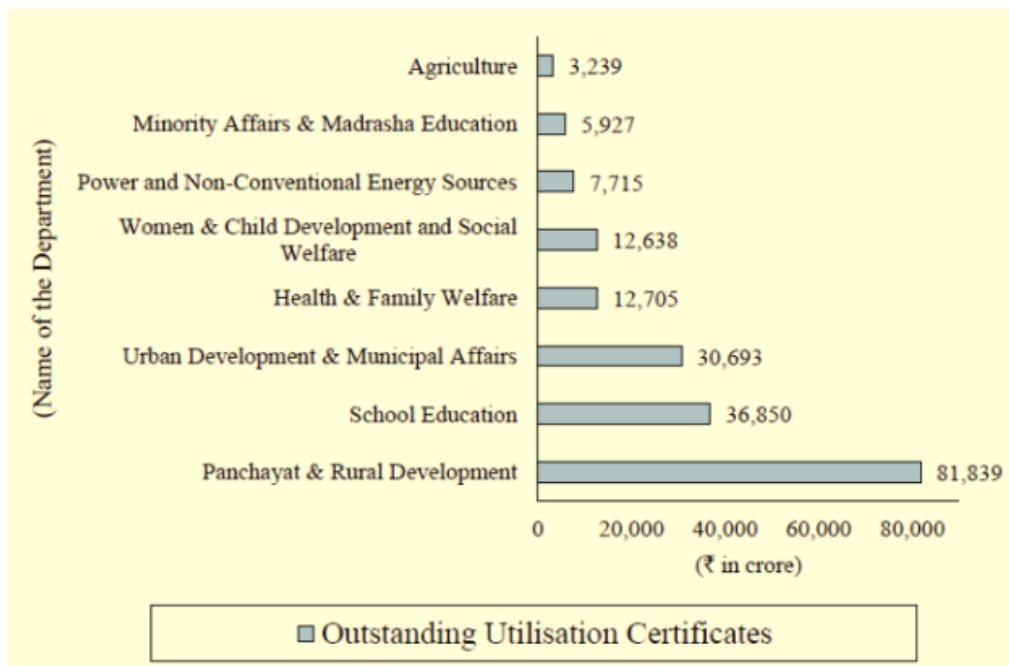 Agriculture 3,239
Minority Affairs & Madrasha Education 5,927
Power and Non-Conventional Energy Sources 7,715
Women & Child Development and Social
Welfare 12,638
Health & Family Welfare 12,705
Urban Development & Municipal Affairs 30,693
School Education 36,850
Panchayat & Rural Development 81,839
(Name of the Department)
0 20,000 40,000 60,000 80,000
(₹ in crore)
Outstanding Utilisation Certificates